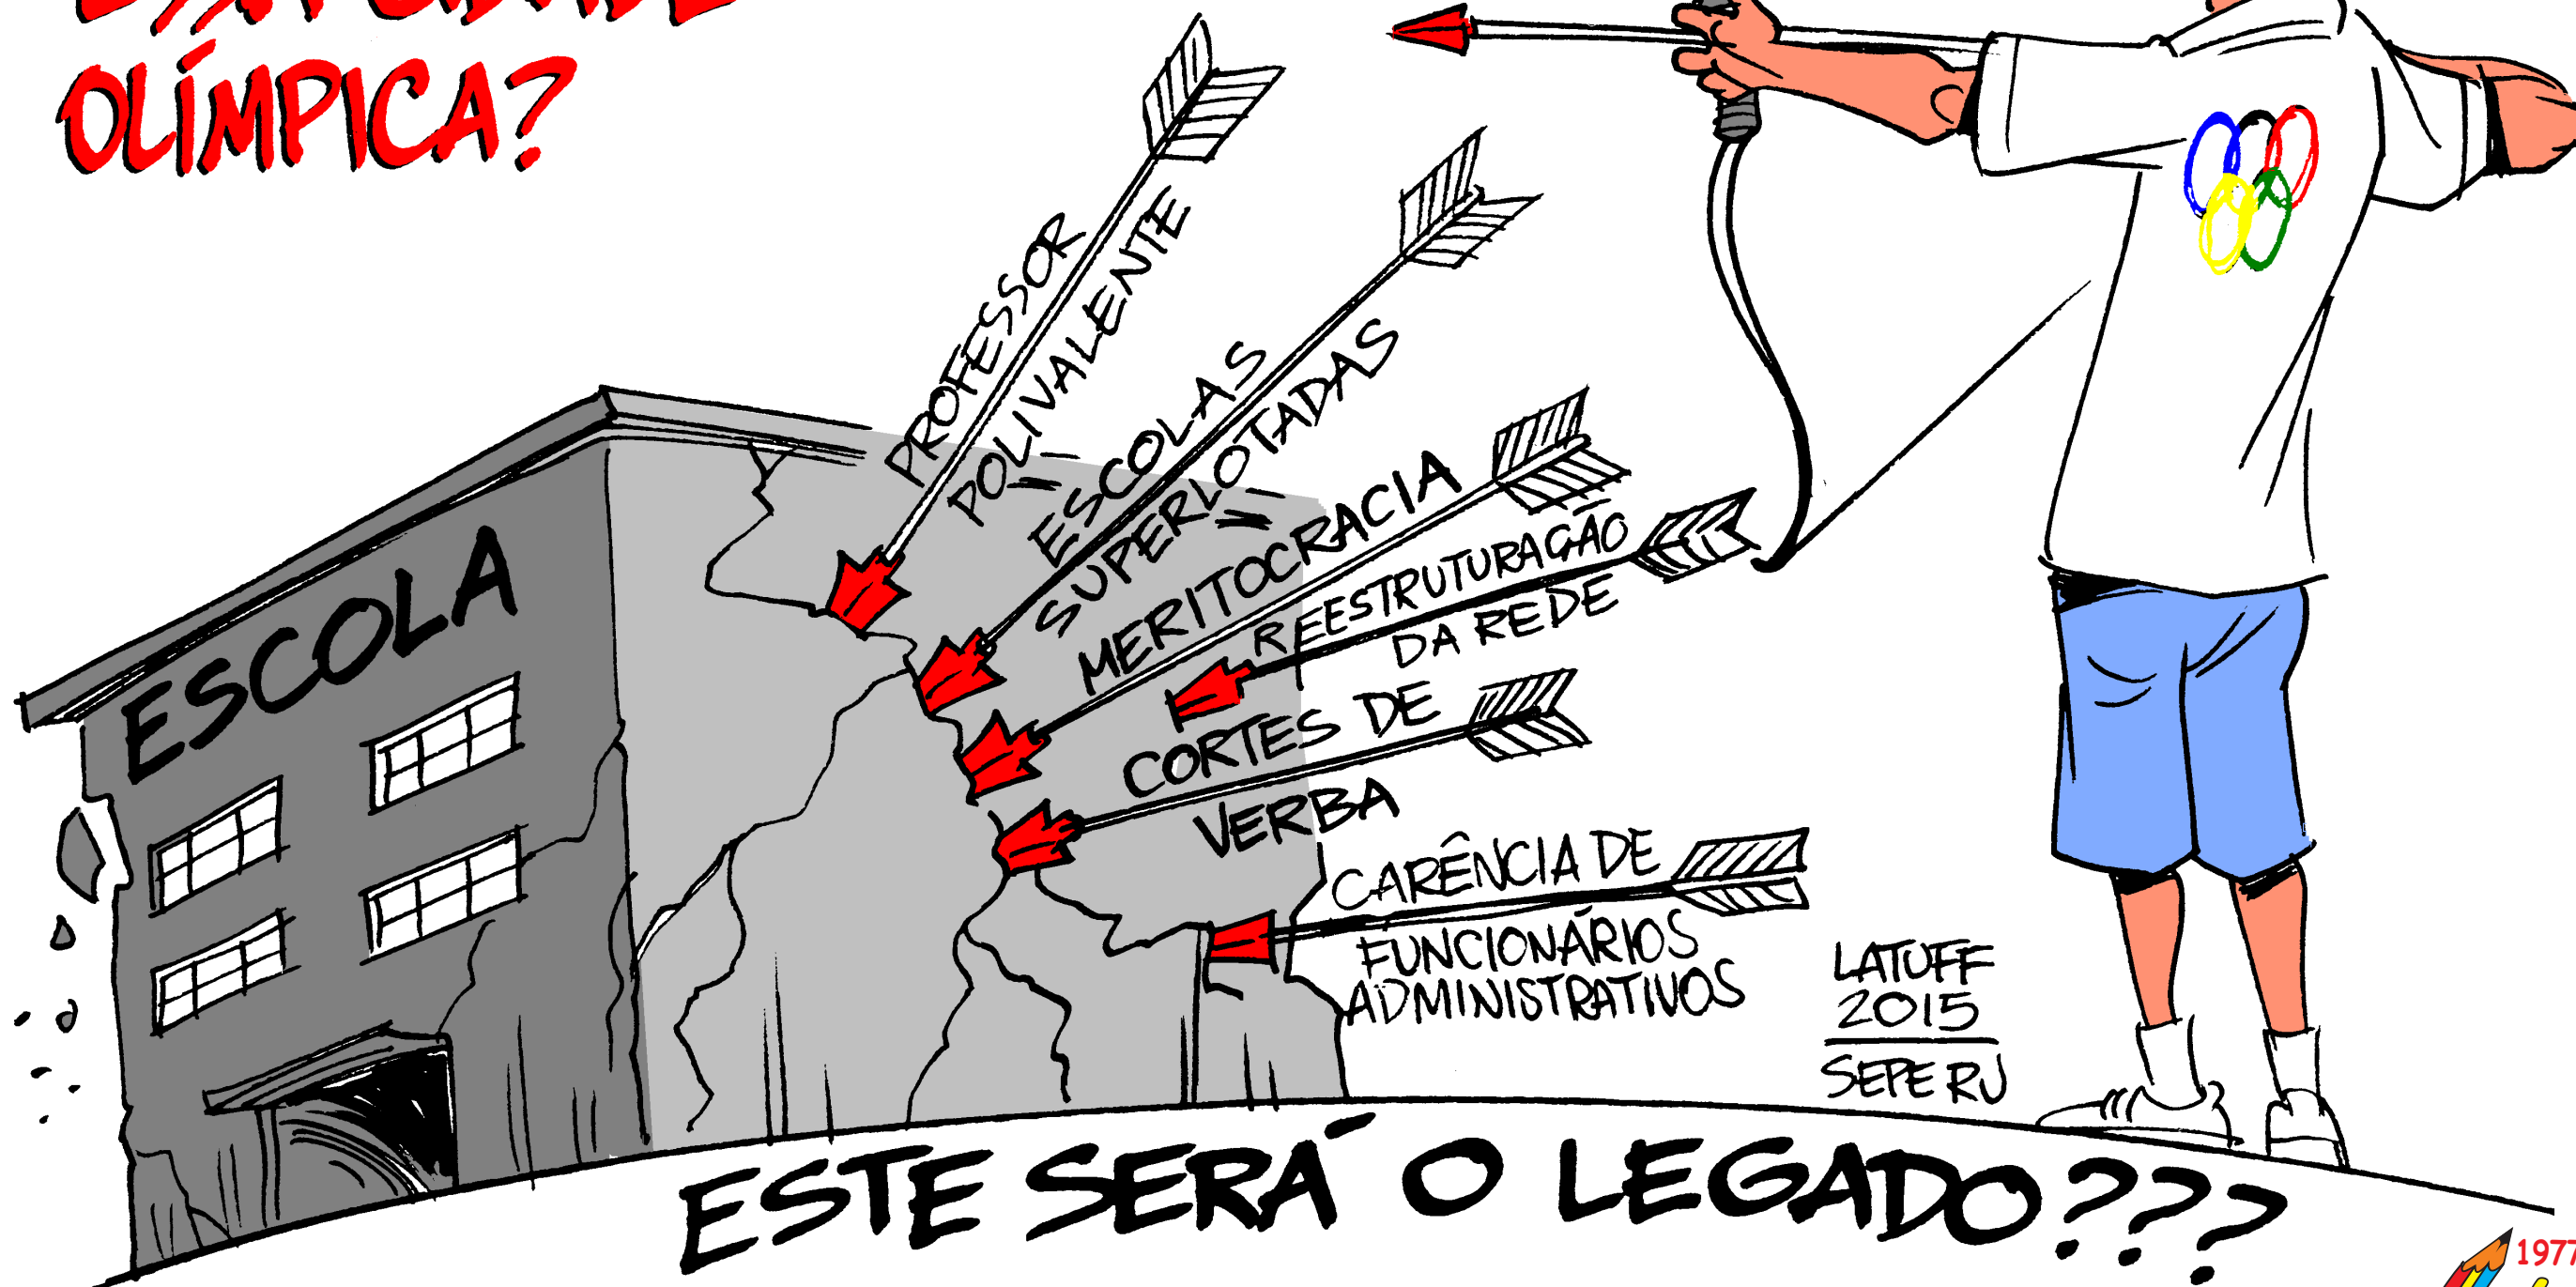 OLÍMPICA?
PROFESSOR
POLIVALENTE
ESCOLAS
SUPERLOTADAS
MERITOCRACIA
REESTRUTURAÇÃO
DA REDE
CORTES DE
VERBA
CARÊNCIA DE
FUNCIONÁRIOS
ADMINISTRATIVOS
ESCOLA
LATUFF
2015
SEPE RJ
ESTE SERÁ O LEGADO???
1977